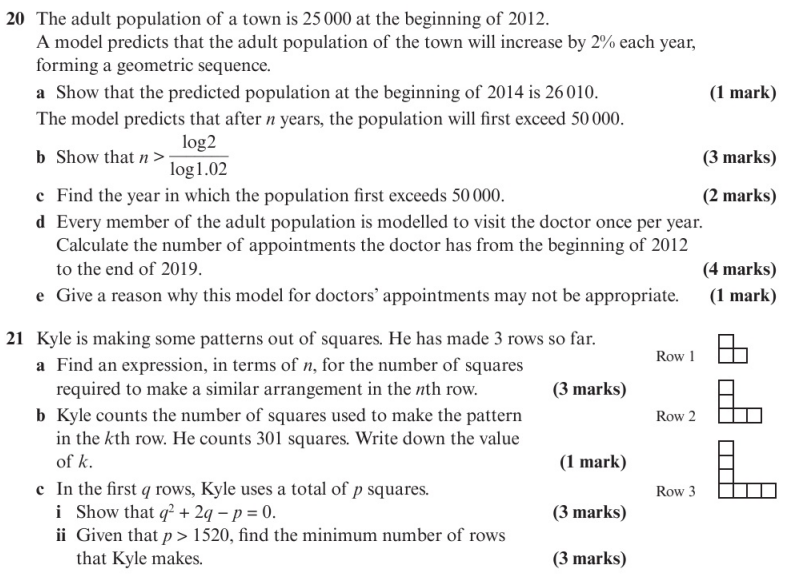 20 The adult population of a town is 25 000 at the beginning of 2012.
A model predicts that the adult population of the town will increase by 2% each year,
forming a geometric sequence.
a Show that the predicted population at the beginning of 2014 is 26 010. (1 mark)
The model predicts that after n years, the population will first exceed 50 000.
b Show that n > log2/log1.02 (3 marks)
c Find the year in which the population first exceeds 50 000. (2 marks)
d Every member of the adult population is modelled to visit the doctor once per year.
Calculate the number of appointments the doctor has from the beginning of 2012
to the end of 2019. (4 marks)
e Give a reason why this model for doctors' appointments may not be appropriate. (1 mark)
21 Kyle is making some patterns out of squares. He has made 3 rows so far.
a Find an expression, in terms of n, for the number of squares
required to make a similar arrangement in the nth row. (3 marks)
b Kyle counts the number of squares used to make the pattern
in the kth row. He counts 301 squares. Write down the value
of k. (1 mark)
c In the first q rows, Kyle uses a total of p squares.
i Show that q² + 2q − p = 0. (3 marks)
ii Given that p > 1520, find the minimum number of rows
that Kyle makes. (3 marks)
Row 1
Row 2
Row 3